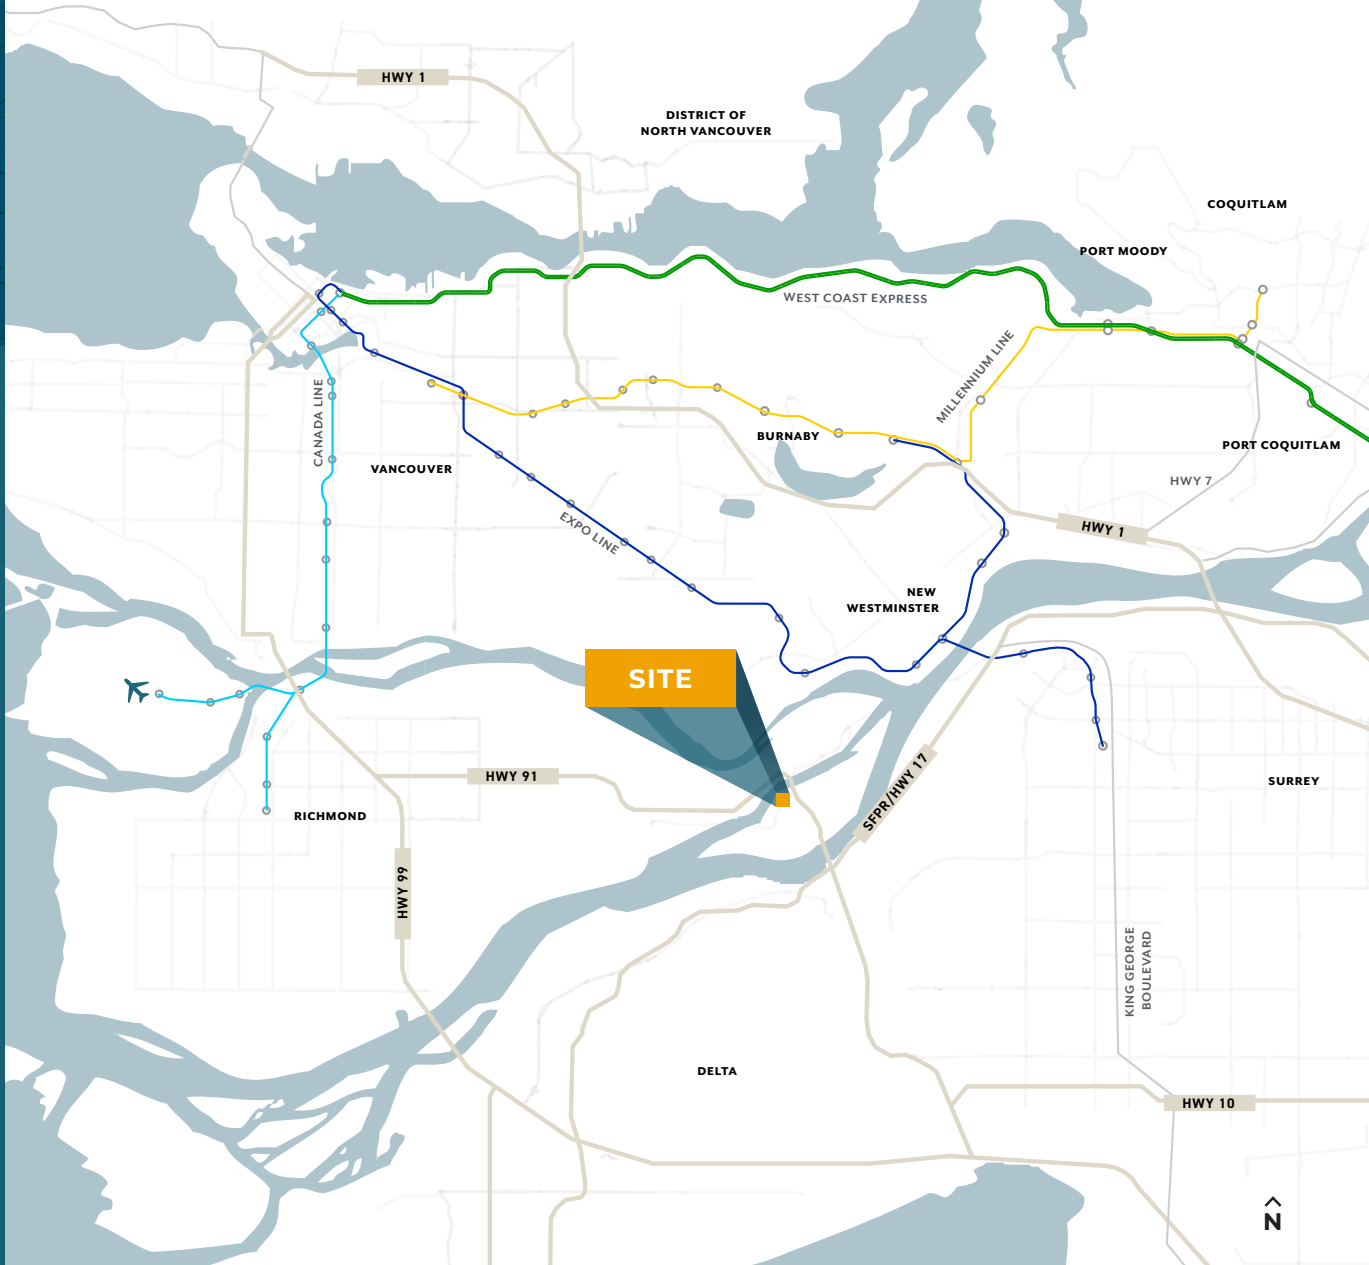 HWY 1
DISTRICT OF
NORTH VANCOUVER
COQUITLAM
PORT MOODY
WEST COAST EXPRESS
MILLENNIUM LINE
CANADA LINE
BURNABY
PORT COQUITLAM
VANCOUVER
HWY 7
EXPO LINE
HWY 1
NEW
WESTMINSTER
SITE
HWY 91
SFPR/HWY 17
SURREY
RICHMOND
HWY 99
KING GEORGE
BOULEVARD
DELTA
HWY 10
N